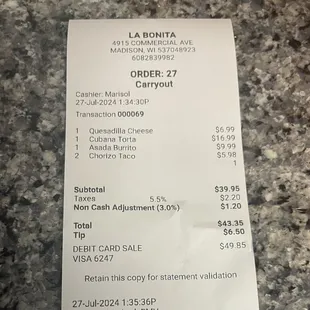 LA BONITA
4915 COMMERCIAL AVE
MADISON, WI 537048923
6082839982
ORDER: 27
Carryout
Cashier: Marisol
27-Jul-2024 1:34:30P
Transaction 000069
1 Quesadilla Cheese $6.99
1 Cubana Torta $16.99
1 Asada Burrito $9.99
2 Chorizo Taco $5.98
1
Subtotal $39.95
Taxes 5.5% $2.20
Non Cash Adjustment (3.0%) $1.20
Total $43.35
Tip $6.50
DEBIT CARD SALE $49.85
VISA 6247
Retain this copy for statement validation
27-Jul-2024 1:35:36P